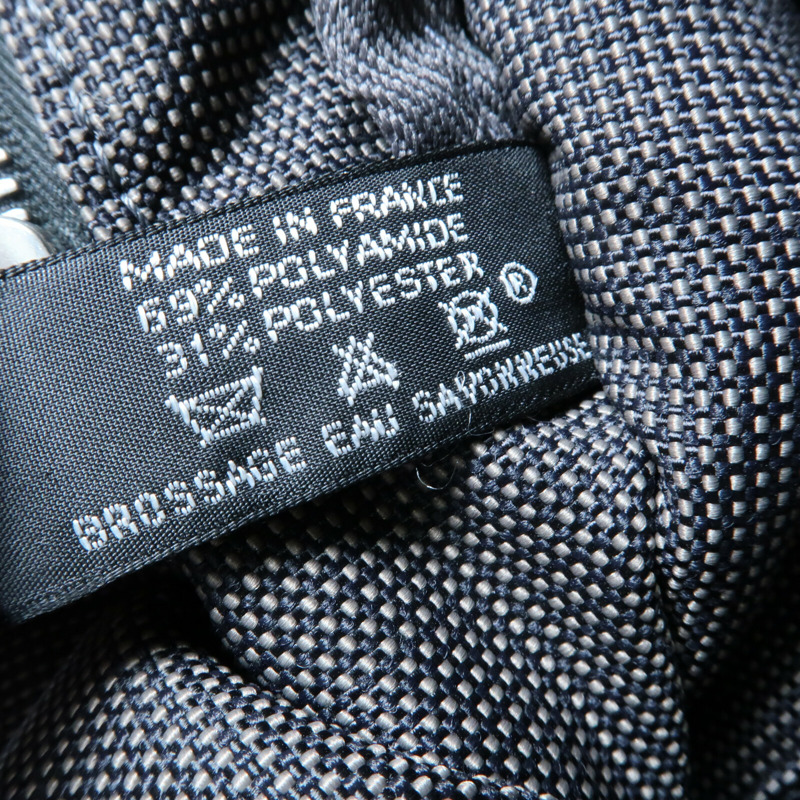 MADE IN FRANCE
69% POLYAMIDE
31% POLYESTER ®
BROSSAGE EAU SAVONNEUSE